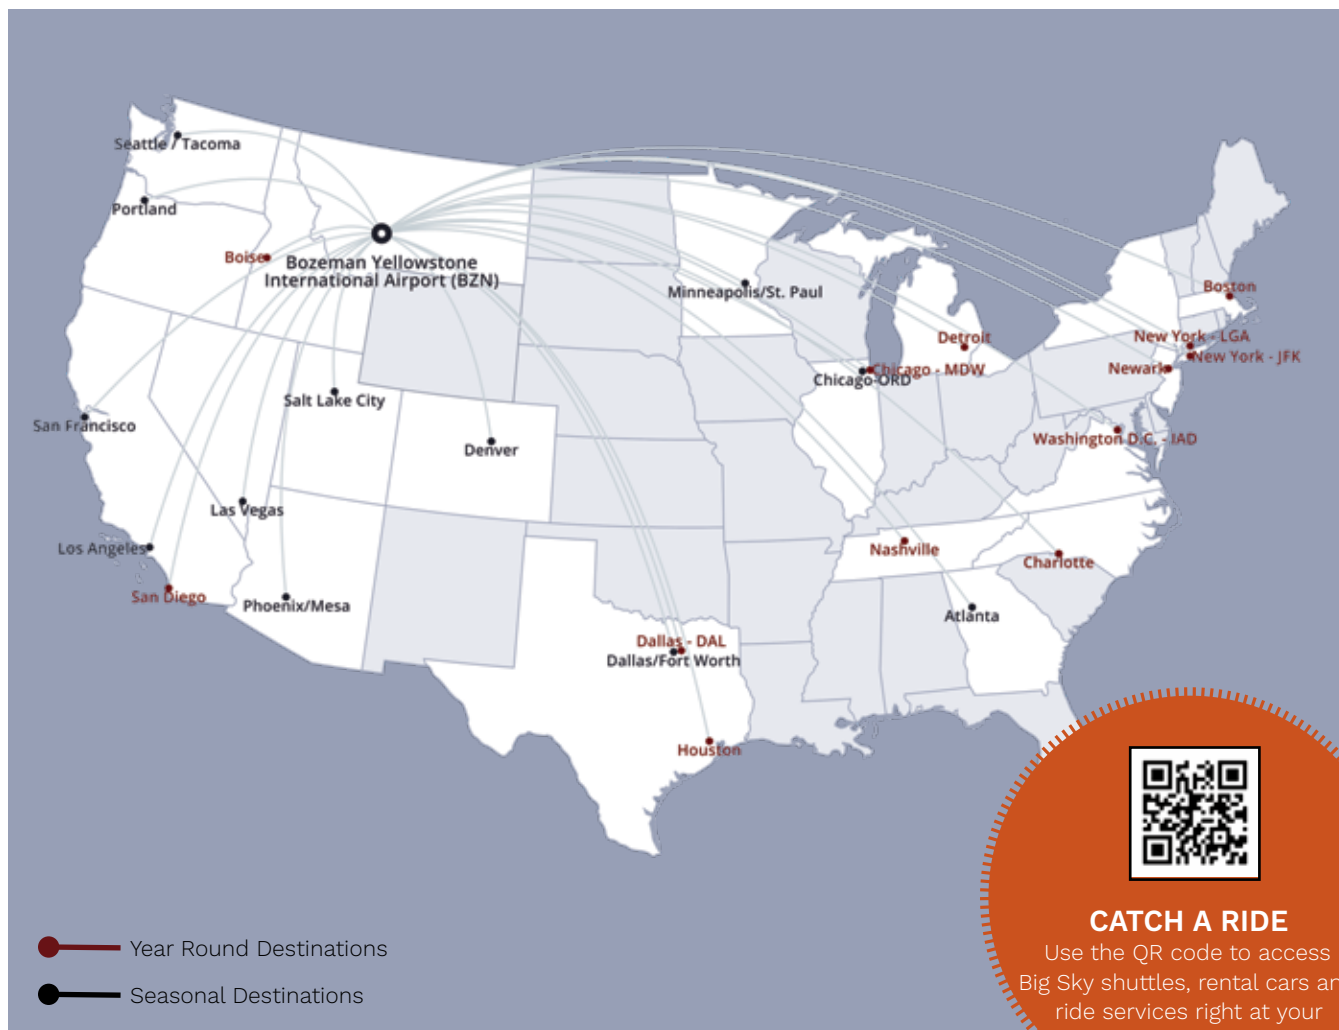 Seattle / Tacoma
Portland
Boise
Bozeman Yellowstone
International Airport (BZN)
Minneapolis/St. Paul
Boston
New York - LGA
Detroit
New York - JFK
Newark
Chicago - MDW
Chicago-ORD
Salt Lake City
San Francisco
Denver
Washington D.C. - IAD
Las Vegas
Los Angeles
Nashville
Charlotte
San Diego
Phoenix/Mesa
Atlanta
Dallas - DAL
Dallas/Fort Worth
Houston
CATCH A RIDE
Use the QR code to access
Big Sky shuttles, rental cars an
ride services right at your
Year Round Destinations
Seasonal Destinations